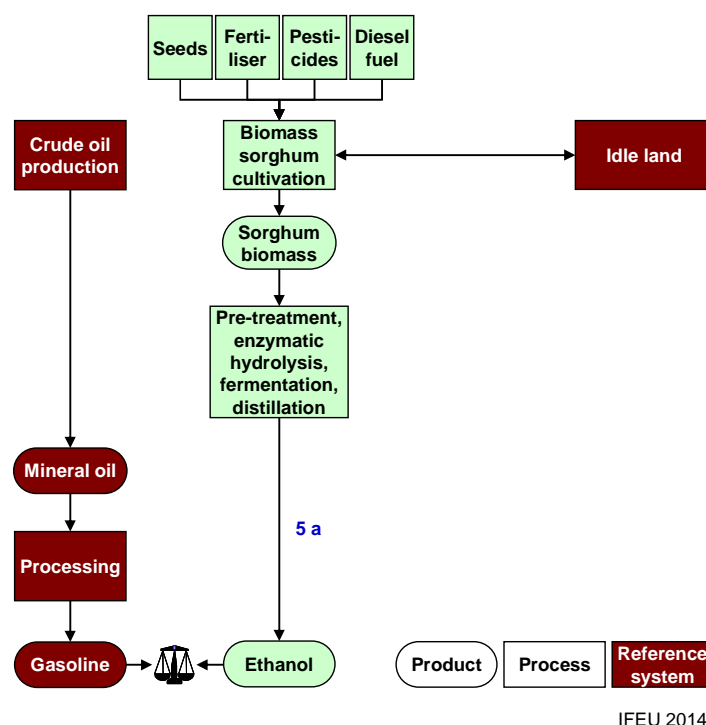 Seeds
Ferti-
liser
Pesti-
cides
Diesel
fuel
Crude oil
production
Biomass
sorghum
cultivation
Idle land
Sorghum
biomass
Pre-treatment,
enzymatic
hydrolysis,
fermentation,
distillation
Mineral oil
5 a
Processing
Gasoline
Ethanol
Product
Process
Reference
system
IFEU 2014